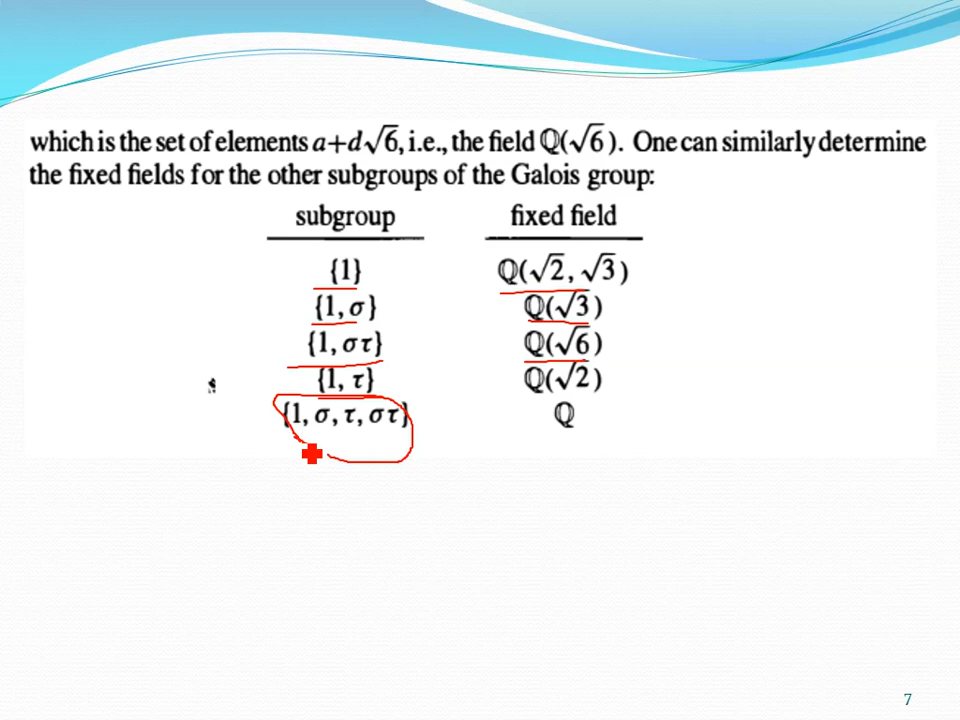 which is the set of elements a+d√6, i.e., the field ℚ(√6). One can similarly determine
the fixed fields for the other subgroups of the Galois group:
subgroup fixed field
{1} ℚ(√2, √3)
{1, σ} ℚ(√3)
{1, στ} ℚ(√6)
{1, τ} ℚ(√2)
{1, σ, τ, στ} ℚ
7